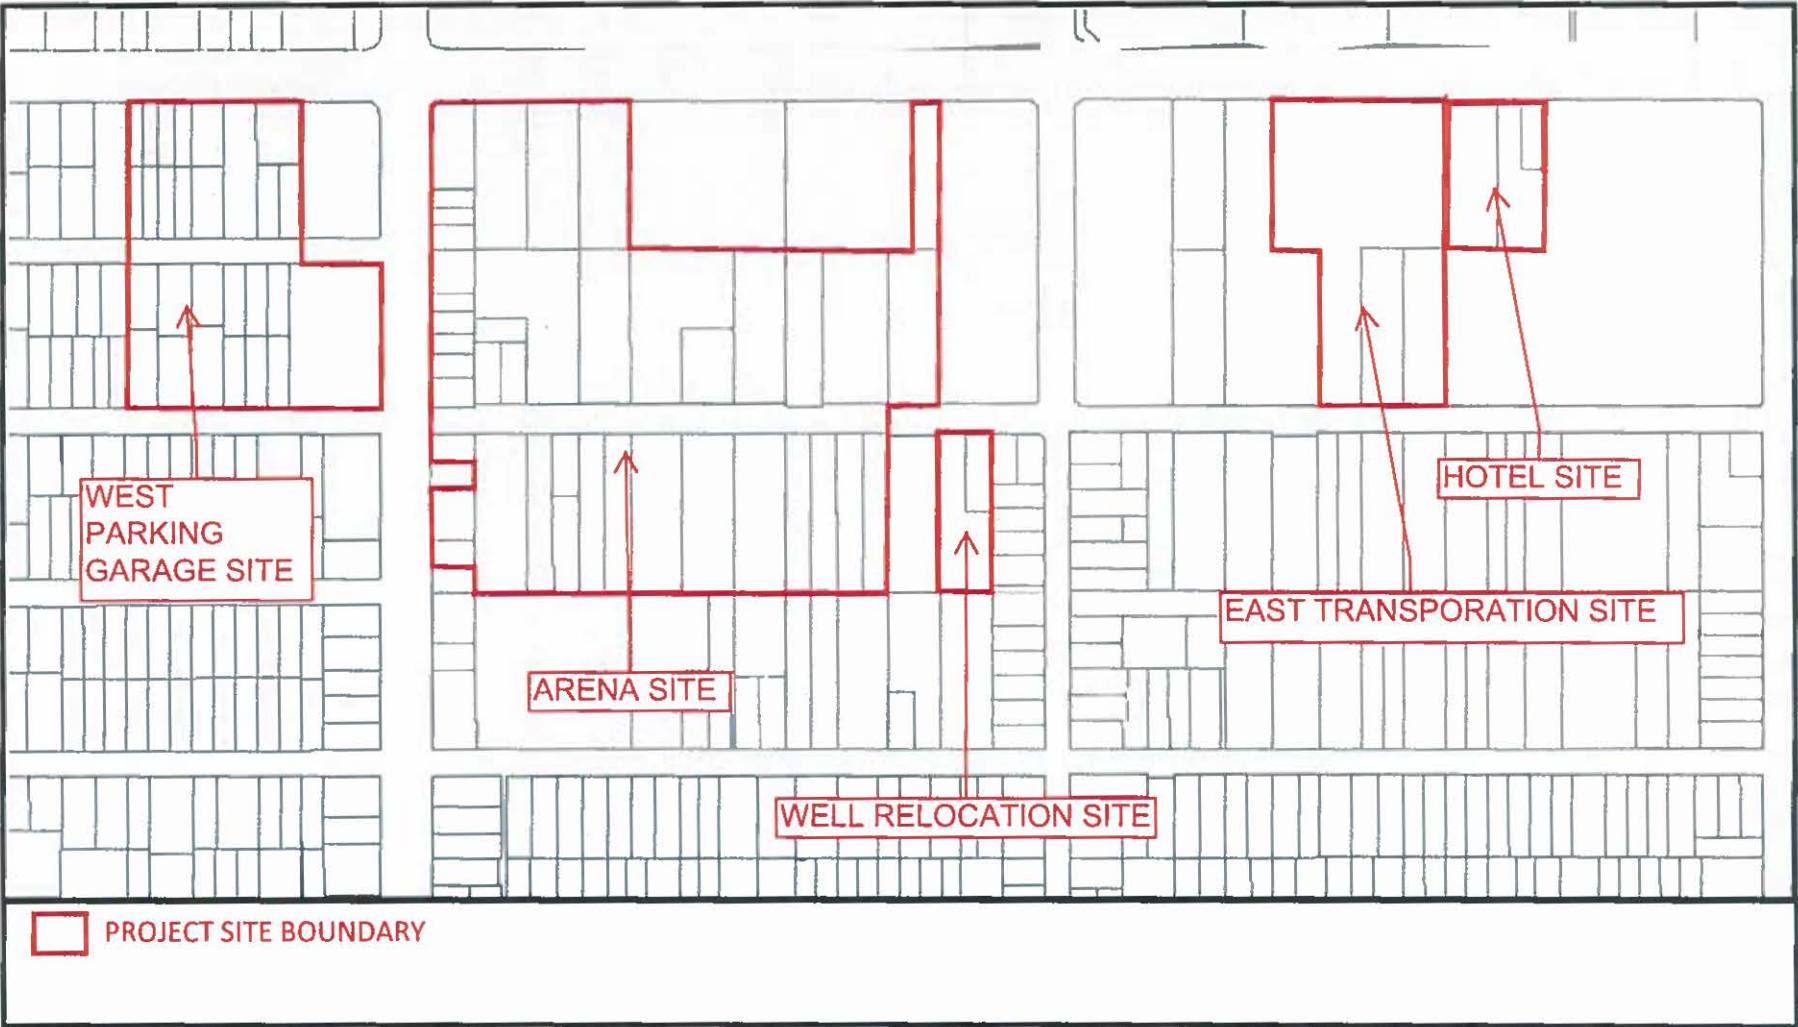 WEST
PARKING
GARAGE SITE
HOTEL SITE
EAST TRANSPORATION SITE
ARENA SITE
WELL RELOCATION SITE
PROJECT SITE BOUNDARY